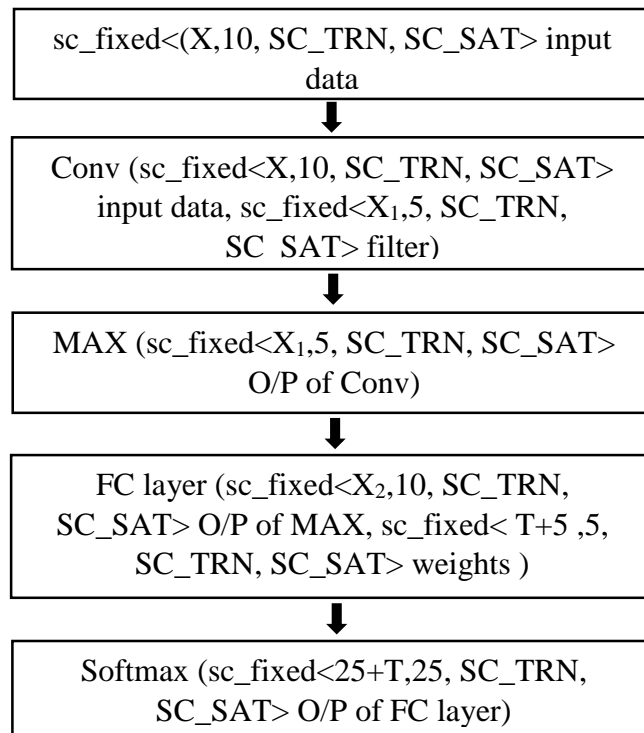 sc_fixed<(X,10, SC_TRN, SC_SAT> input
data
Conv (sc_fixed<X,10, SC_TRN, SC_SAT>
input data, sc_fixed<X₁,5, SC_TRN,
SC_SAT> filter)
MAX (sc_fixed<X₁,5, SC_TRN, SC_SAT>
O/P of Conv)
FC layer (sc_fixed<X₂,10, SC_TRN,
SC_SAT> O/P of MAX, sc_fixed< T+5 ,5,
SC_TRN, SC_SAT> weights )
Softmax (sc_fixed<25+T,25, SC_TRN,
SC_SAT> O/P of FC layer)